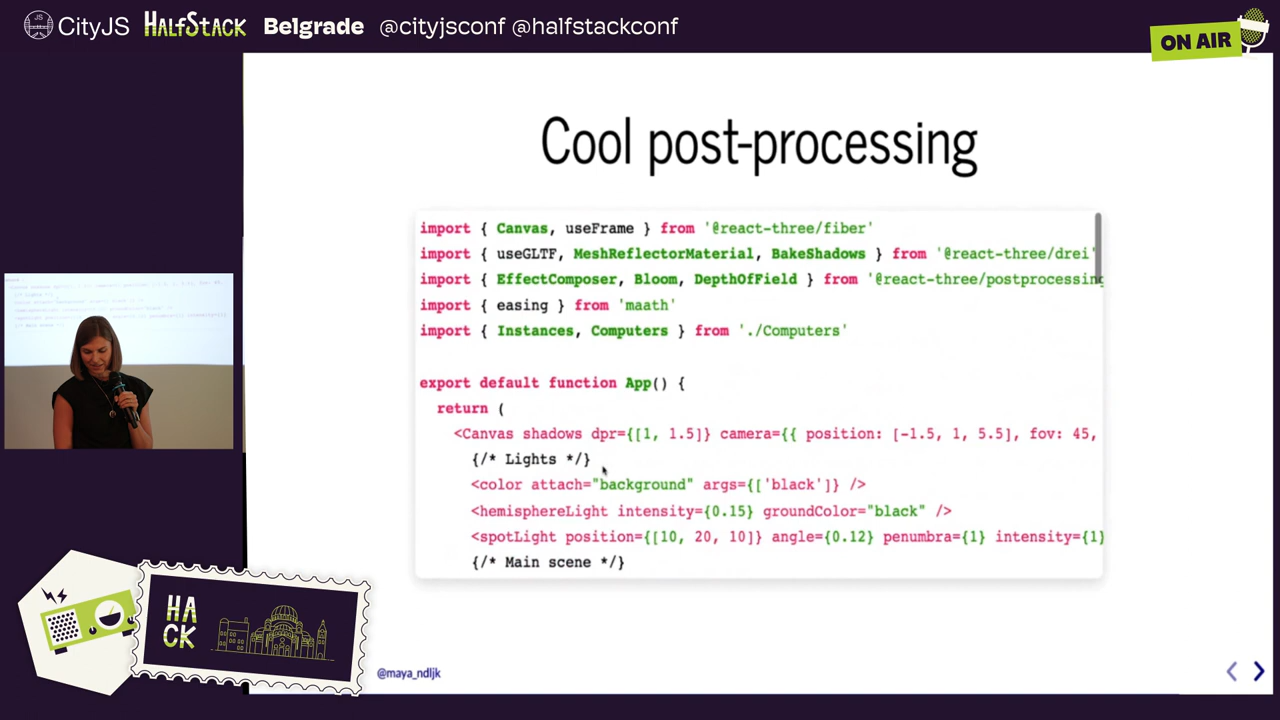 CityJS HALFSTACK Belgrade @cityjsconf @halfstackconf
ON AIR
Cool post-processing
import { Canvas, useFrame } from '@react-three/fiber'
import { useGLTF, MeshReflectorMaterial, BakeShadows } from '@react-three/drei'
import { EffectComposer, Bloom, DepthOfField } from '@react-three/postprocessing
import { easing } from 'maath'
import { Instances, Computers } from './Computers'
export default function App() {
return (
<Canvas shadows dpr={[1, 1.5]} camera={{ position: [-1.5, 1, 5.5], fov: 45,
{/* Lights */}
<color attach="background" args={['black']} />
<hemisphereLight intensity={0.15} groundColor="black" />
<spotLight position={[10, 20, 10]} angle={0.12} penumbra={1} intensity={1}
{/* Main scene */}
HA
CK
@maya_ndljk